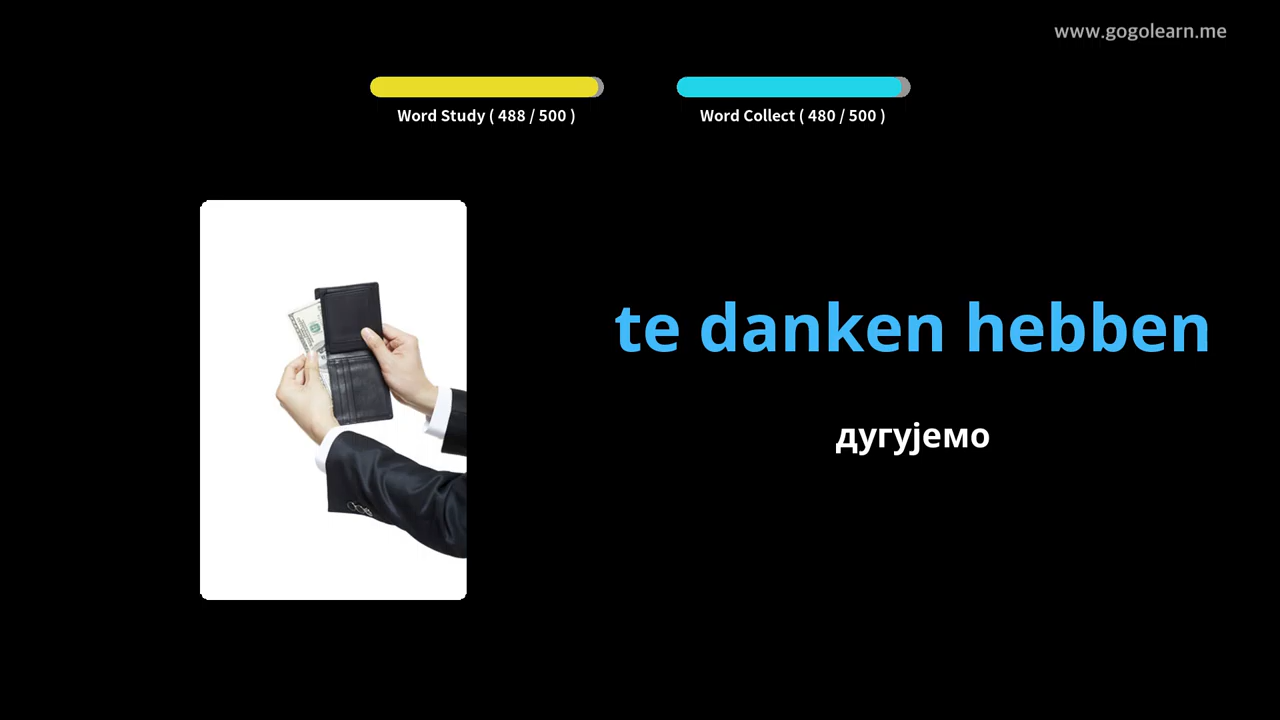 www.gogolearn.me
Word Study ( 488 / 500 )
Word Collect ( 480 / 500 )
te danken hebben
дугујемо